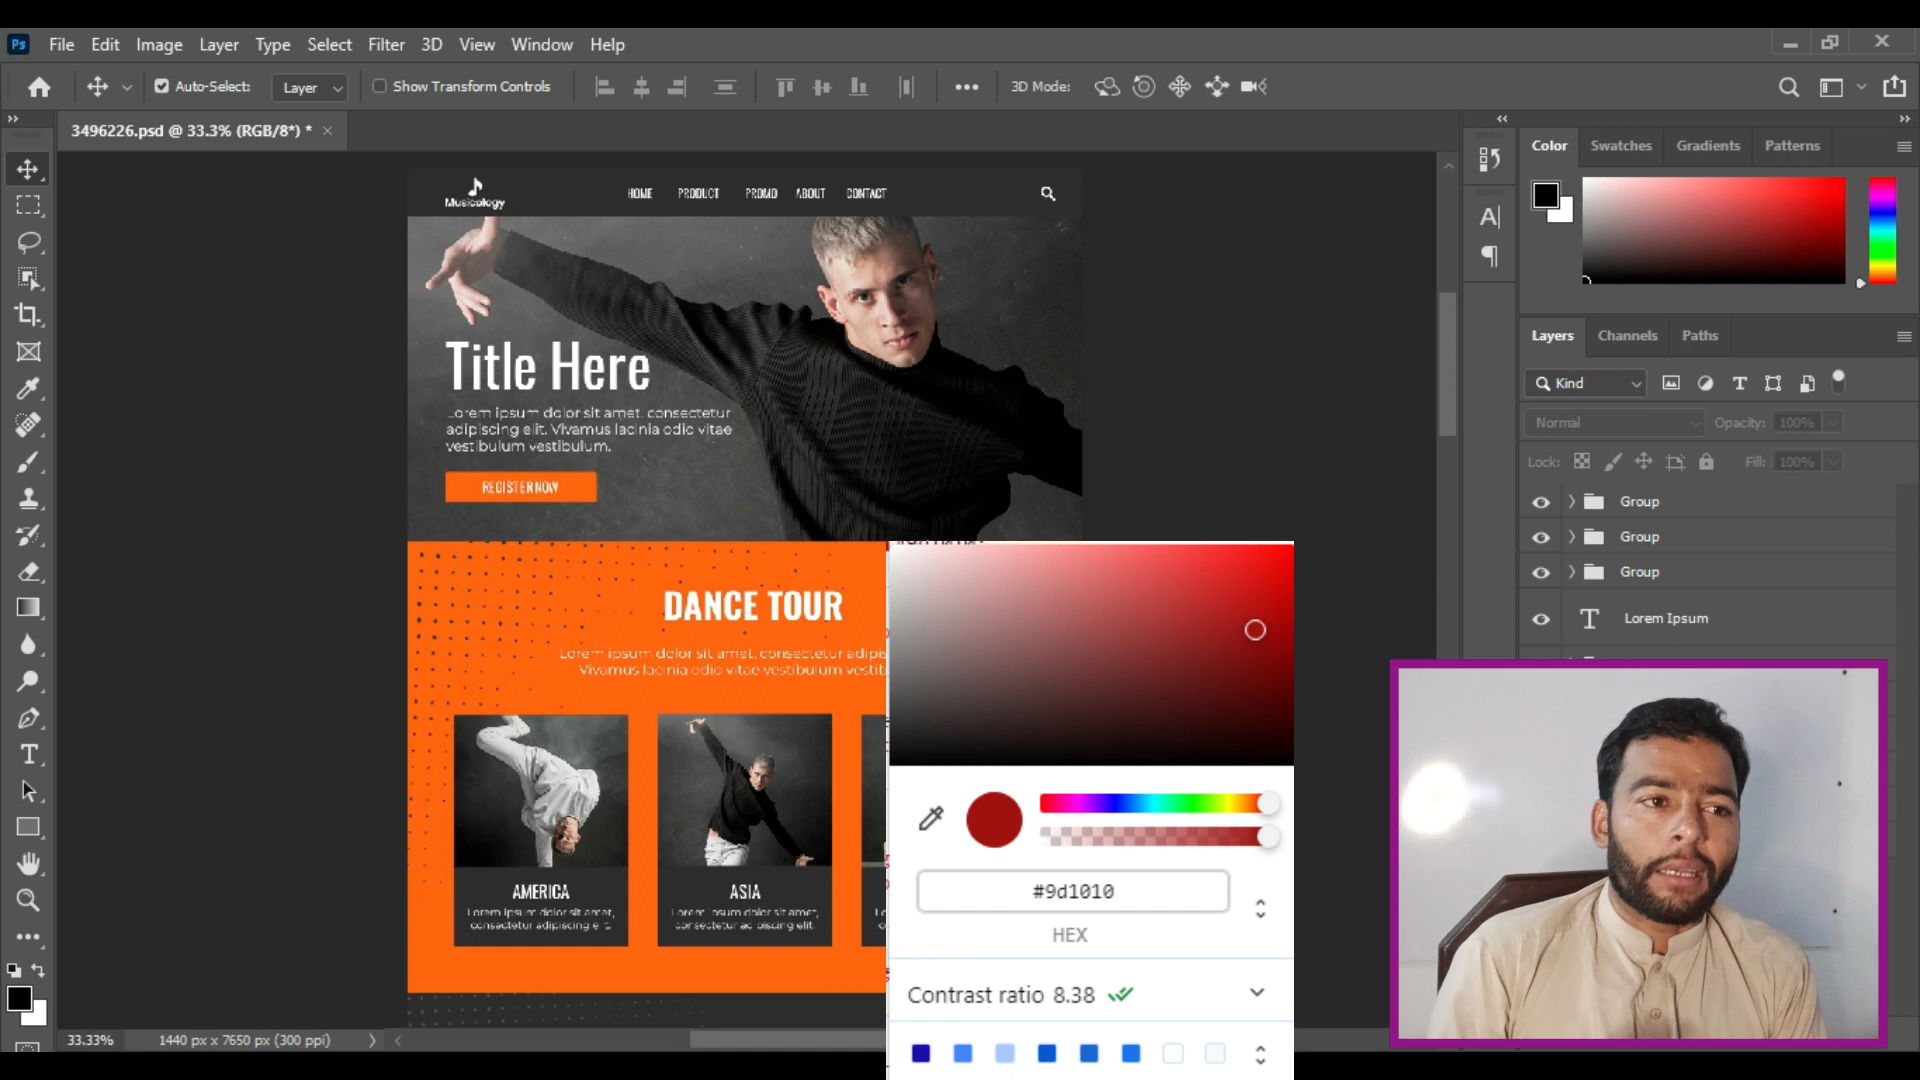 Ps File Edit Image Layer Type Select Filter 3D View Window Help
Auto-Select: Layer Show Transform Controls 3D Mode:
3496226.psd @ 33.3% (RGB/8*) *
Color Swatches Gradients Patterns
Musicology
HOME PRODUCT PROMO ABOUT CONTACT
Title Here
Lorem ipsum dolor sit amet, consectetur
adipiscing elit. Vivamus lacinia odio vitae
vestibulum vestibulum.
REGISTER NOW
DANCE TOUR
Lorem ipsum dolor sit amet, consectetur adipis
Vivamus lacinia odio vitae vestibulum vestib
AMERICA
Lorem ipsum dolor sit amet,
consectetur adipiscing elit.
ASIA
Lorem ipsum dolor sit amet,
consectetur adipiscing elit.
Layers Channels Paths
Kind
Normal Opacity: 100%
Lock: Fill: 100%
Group
Group
Group
Lorem Ipsum
#9d1010
HEX
Contrast ratio 8.38
33.33% 1440 px x 7650 px (300 ppi)